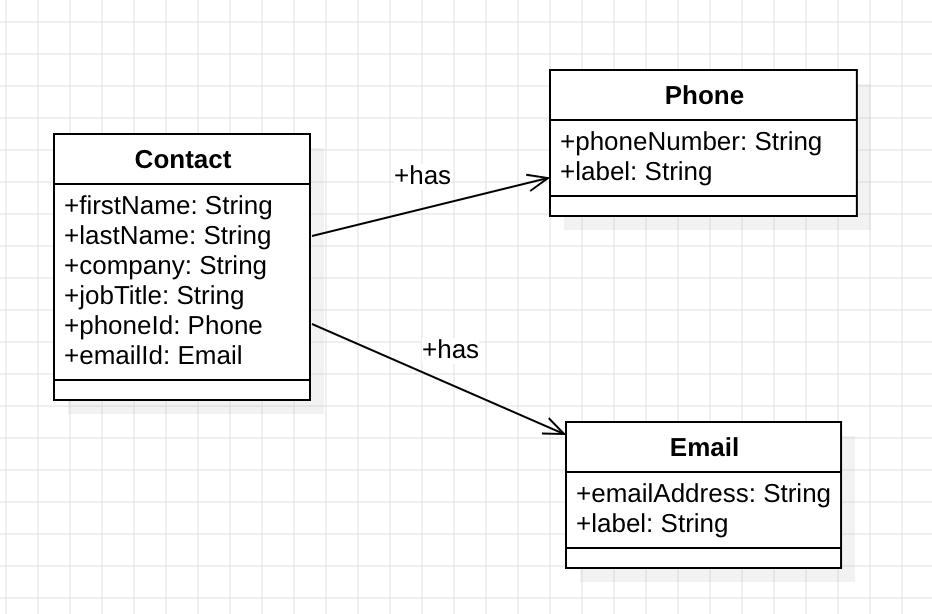 Contact
+firstName: String
+lastName: String
+company: String
+jobTitle: String
+phoneId: Phone
+emailId: Email
+has
Phone
+phoneNumber: String
+label: String
+has
Email
+emailAddress: String
+label: String